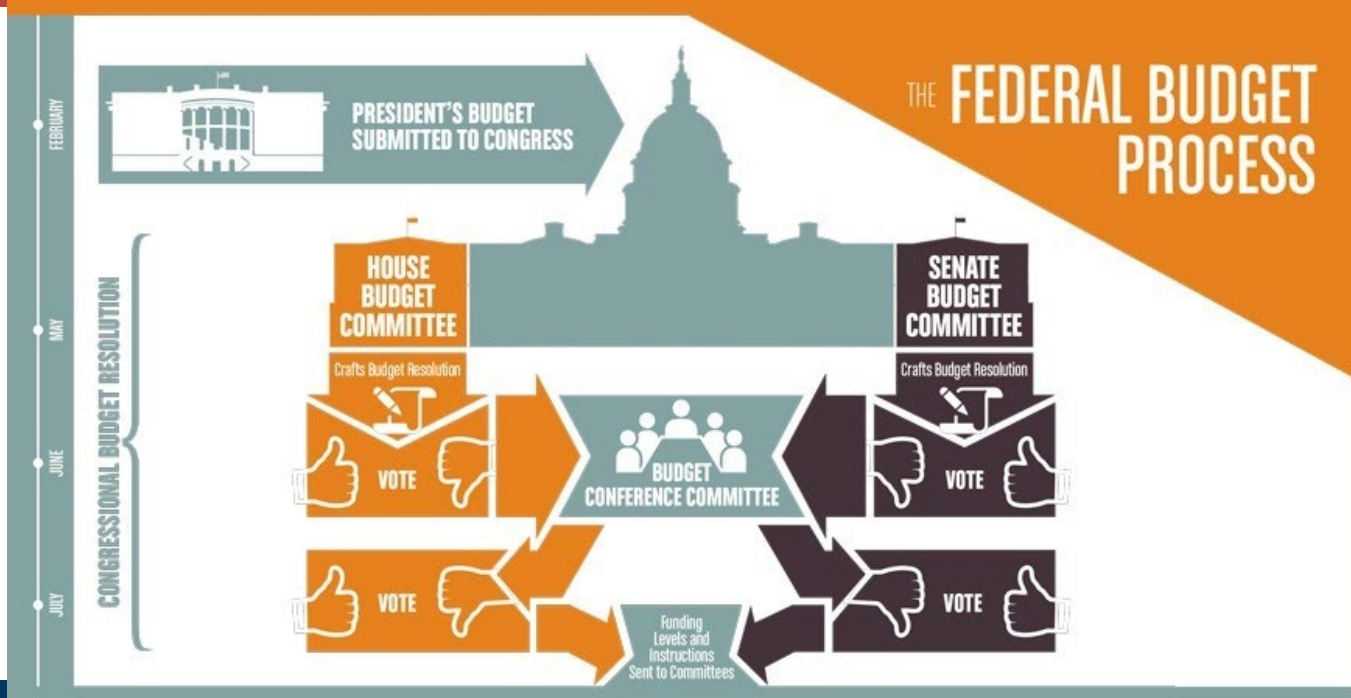 THE FEDERAL BUDGET
PROCESS
FEBRUARY
PRESIDENT'S BUDGET
SUBMITTED TO CONGRESS
CONGRESSIONAL BUDGET RESOLUTION
MAY
HOUSE
BUDGET
COMMITTEE
SENATE
BUDGET
COMMITTEE
Crafts Budget Resolution
Crafts Budget Resolution
JUNE
VOTE
BUDGET
CONFERENCE COMMITTEE
VOTE
JULY
VOTE
VOTE
Funding
Levels and
Instructions
Sent to Committees